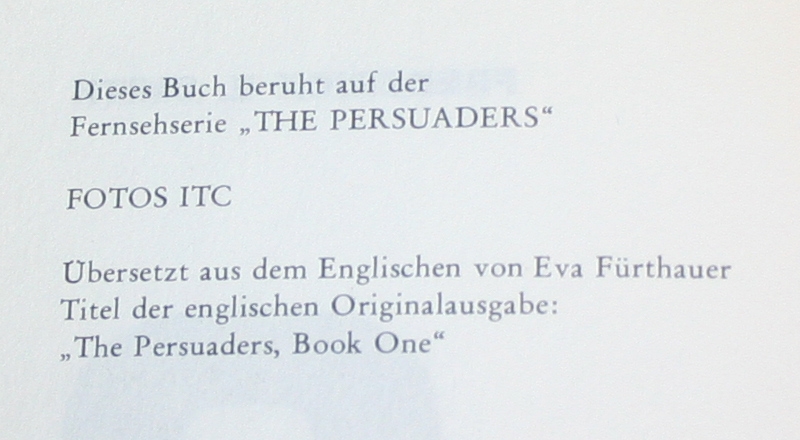 Dieses Buch beruht auf der
Fernsehserie „THE PERSUADERS“
FOTOS ITC
Übersetzt aus dem Englischen von Eva Fürthauer
Titel der englischen Originalausgabe:
„The Persuaders, Book One“